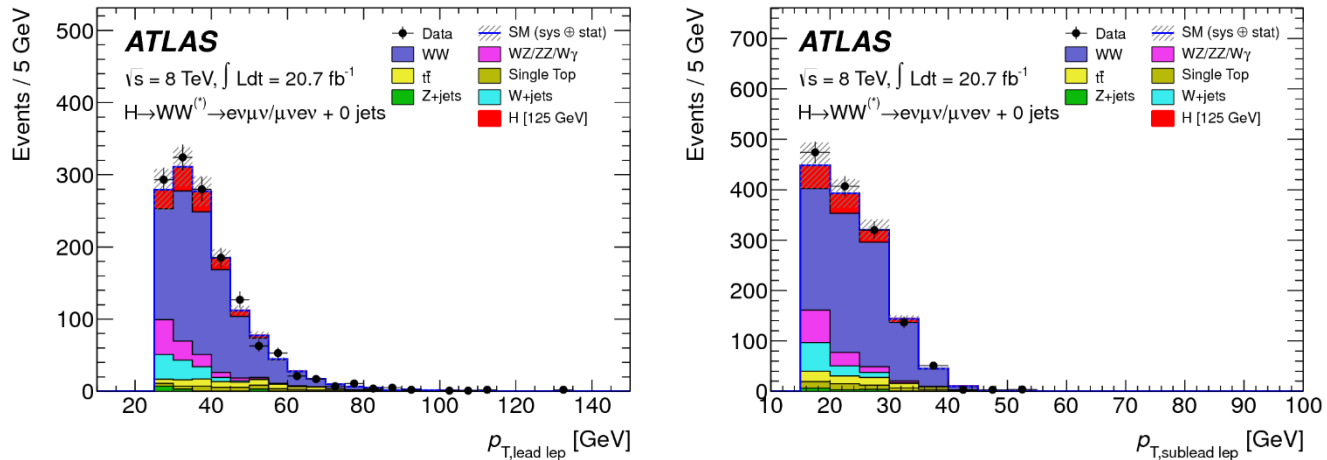 Events / 5 GeV
500
400
300
200
100
0
ATLAS
√s = 8 TeV, ∫ Ldt = 20.7 fb⁻¹
H→WW⁽*⁾→eνμν/μνeν + 0 jets
Data
WW
tt̄
Z+jets
SM (sys ⊕ stat)
WZ/ZZ/Wγ
Single Top
W+jets
H [125 GeV]
20 40 60 80 100 120 140
p_T,lead lep [GeV]
Events / 5 GeV
700
600
500
400
300
200
100
0
ATLAS
√s = 8 TeV, ∫ Ldt = 20.7 fb⁻¹
H→WW⁽*⁾→eνμν/μνeν + 0 jets
Data
WW
tt̄
Z+jets
SM (sys ⊕ stat)
WZ/ZZ/Wγ
Single Top
W+jets
H [125 GeV]
10 20 30 40 50 60 70 80 90 100
p_T,sublead lep [GeV]